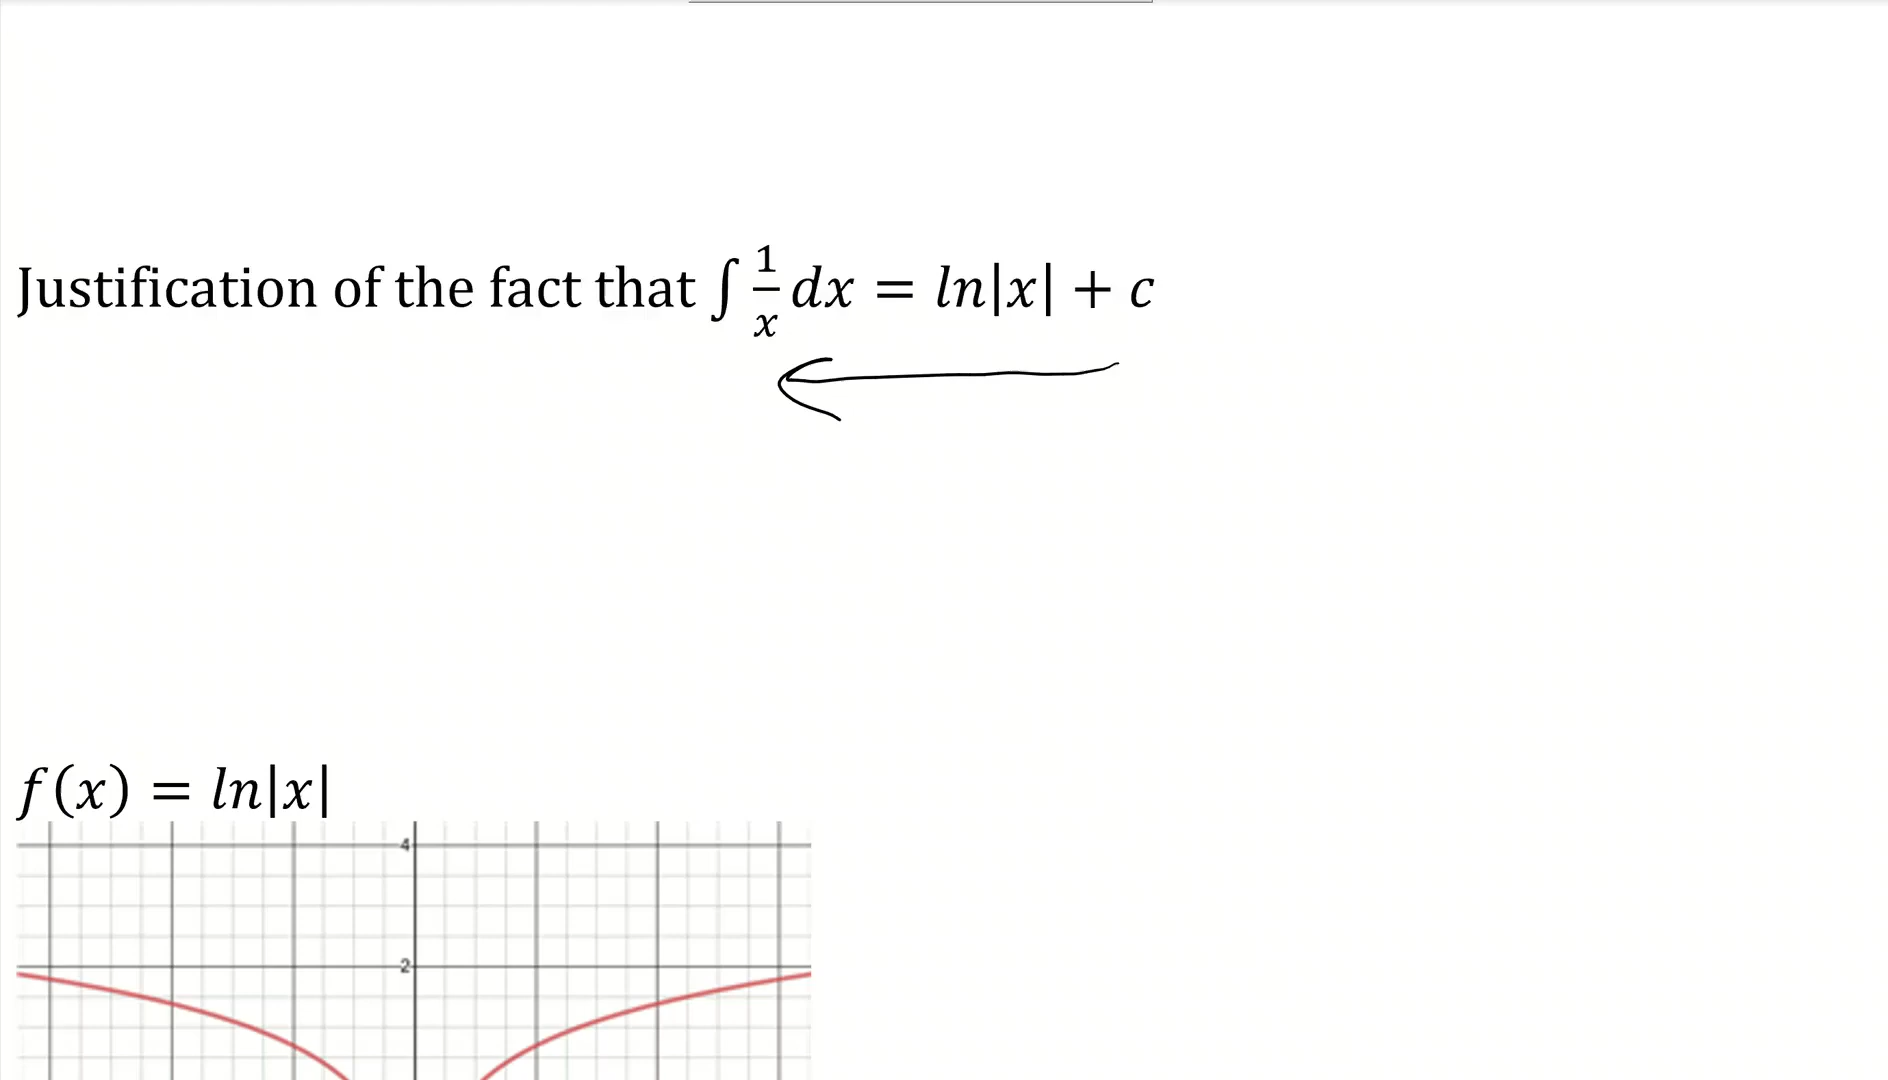 Justification of the fact that ∫ 1/x dx = ln|x| + c
f(x) = ln|x|
4
2